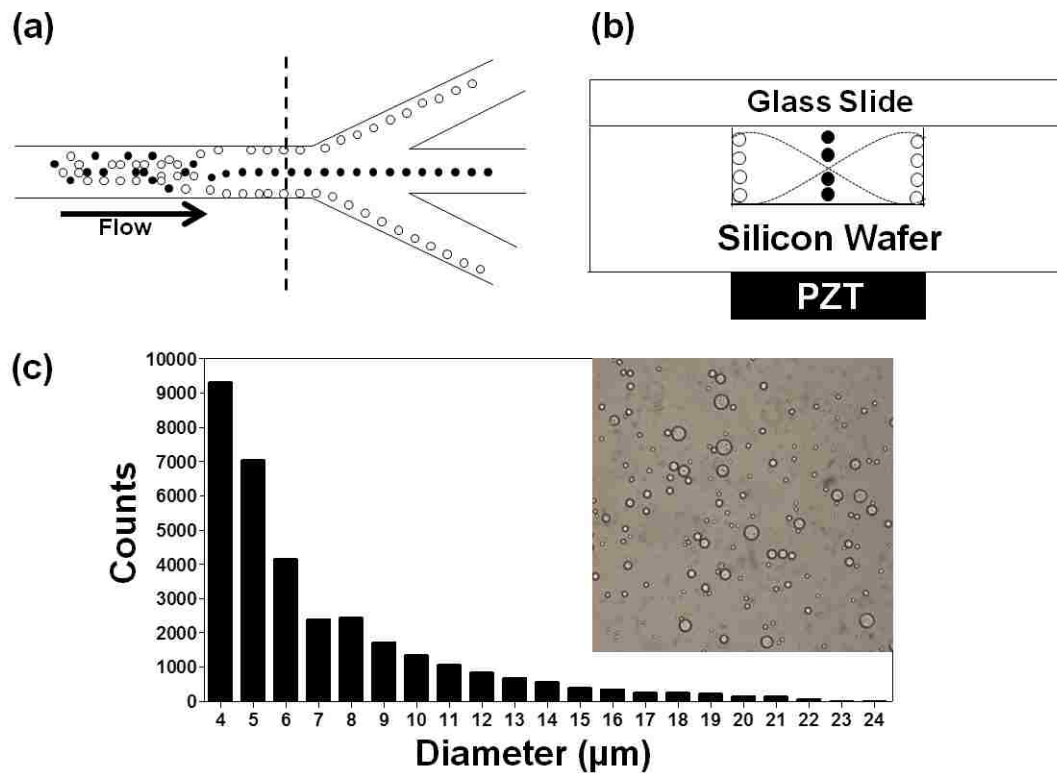 (a)
Flow
(b)
Glass Slide
Silicon Wafer
PZT
(c)
Counts
10000
9000
8000
7000
6000
5000
4000
3000
2000
1000
0
4 5 6 7 8 9 10 11 12 13 14 15 16 17 18 19 20 21 22 23 24
Diameter (µm)